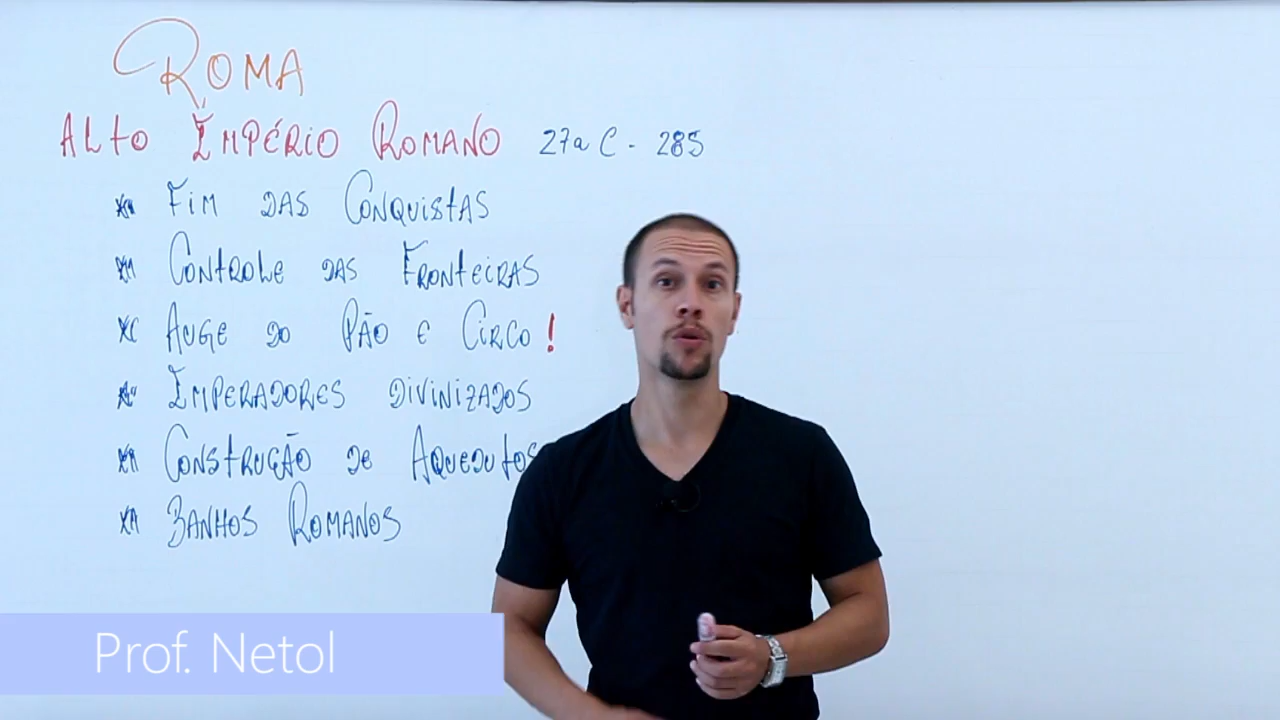 ROMA
ALTO IMPÉRIO ROMANO 27a C - 285
* FIM DAS CONQUISTAS
* CONTROLE DAS FRONTEIRAS
* AUGE DO PÃO E CIRCO!
* IMPERADORES DIVINIZADOS
* CONSTRUÇÃO DE AQUEDUTOS
* BANHOS ROMANOS
Prof. Netol